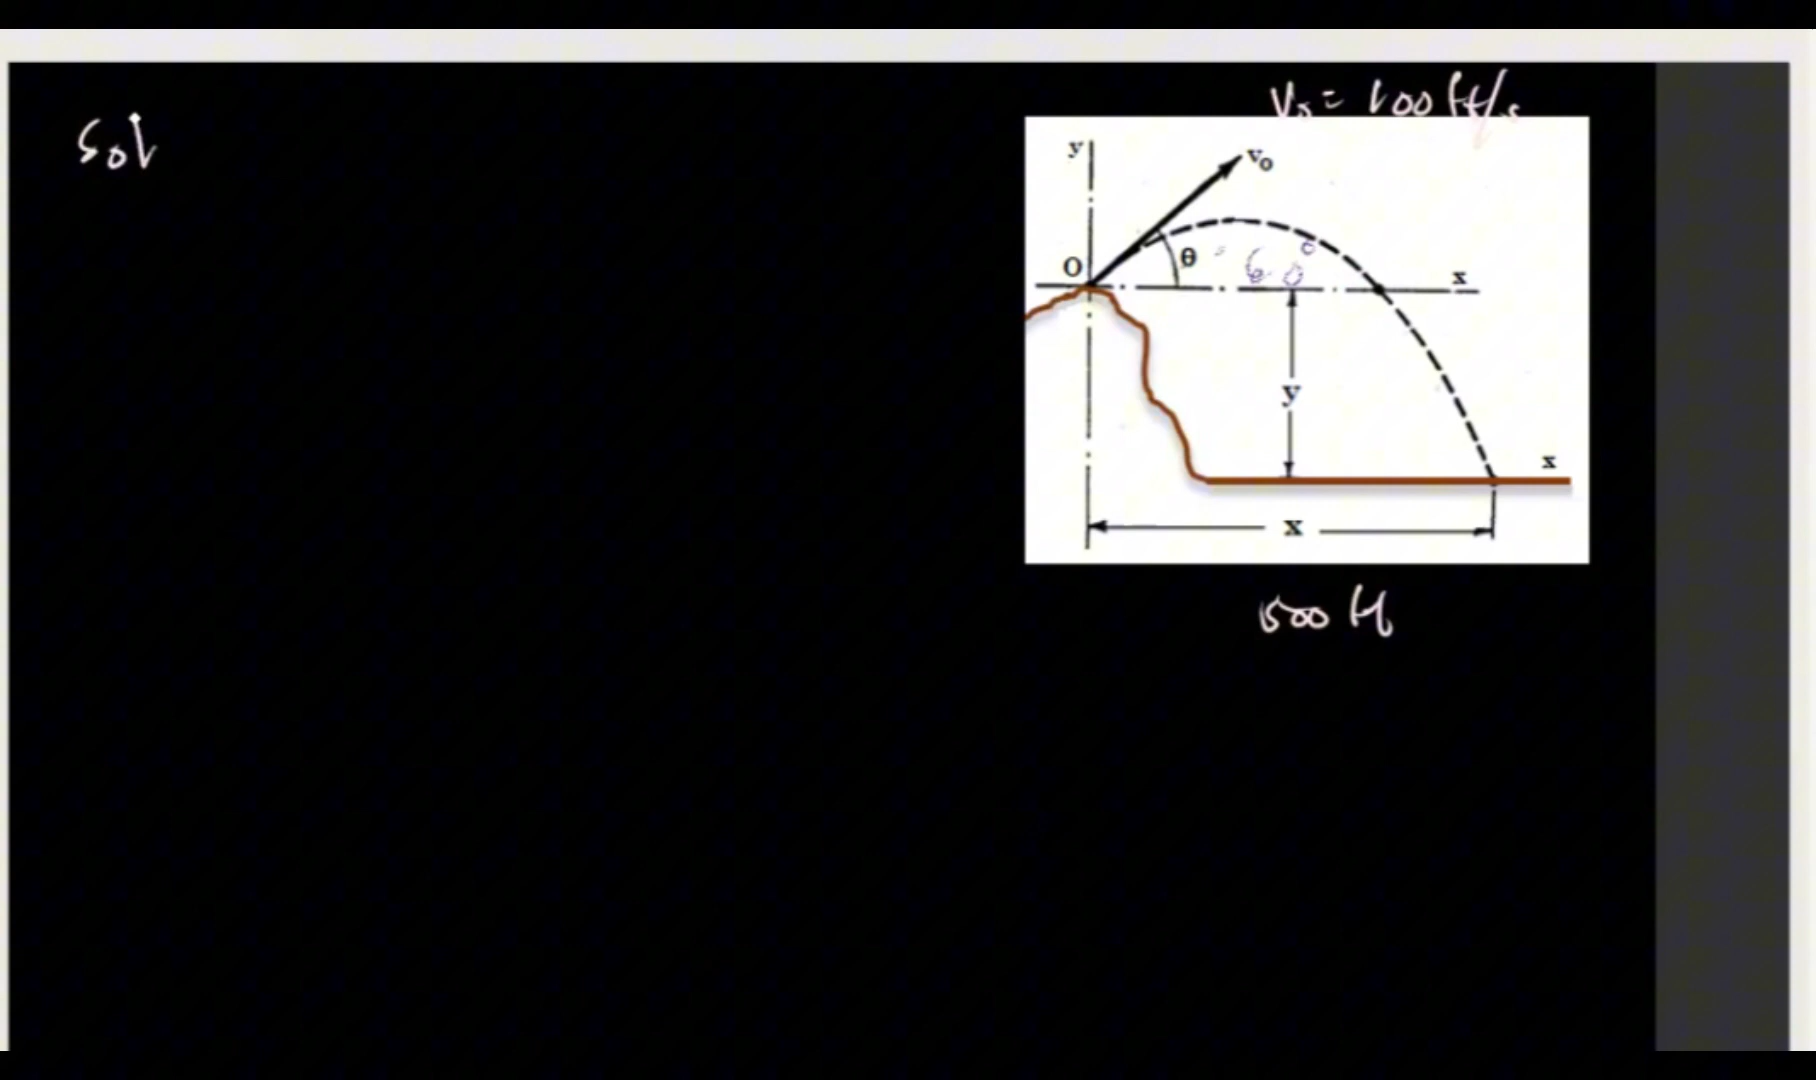 Sol
V₀ = 100 ft/s
y
v₀
O
θ = 60°
x
y
x
x
500 ft